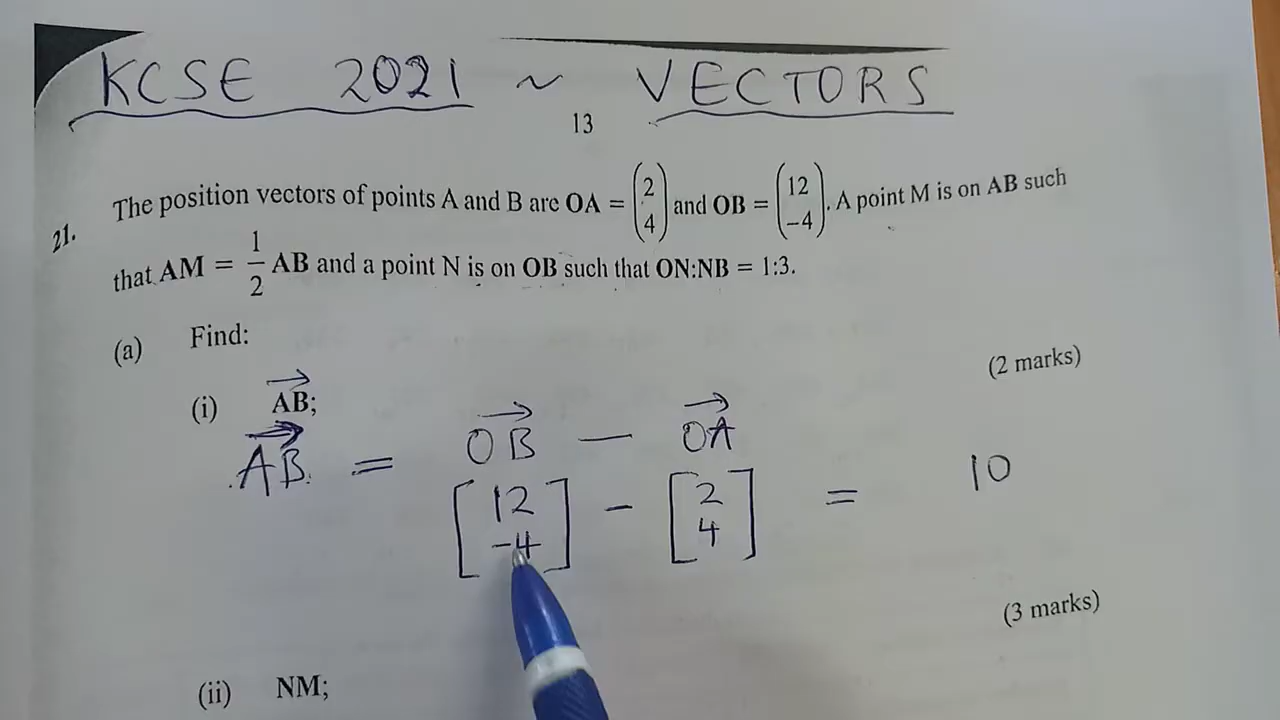 KCSE 2021 ~ VECTORS
13
21. The position vectors of points A and B are OA = (2 4) and OB = (12 −4). A point M is on AB such
that AM = 1/2 AB and a point N is on OB such that ON:NB = 1:3.
(a) Find:
(2 marks)
(i) AB;
AB = OB − OA
[12 -4] - [2 4] = 10
(3 marks)
(ii) NM;